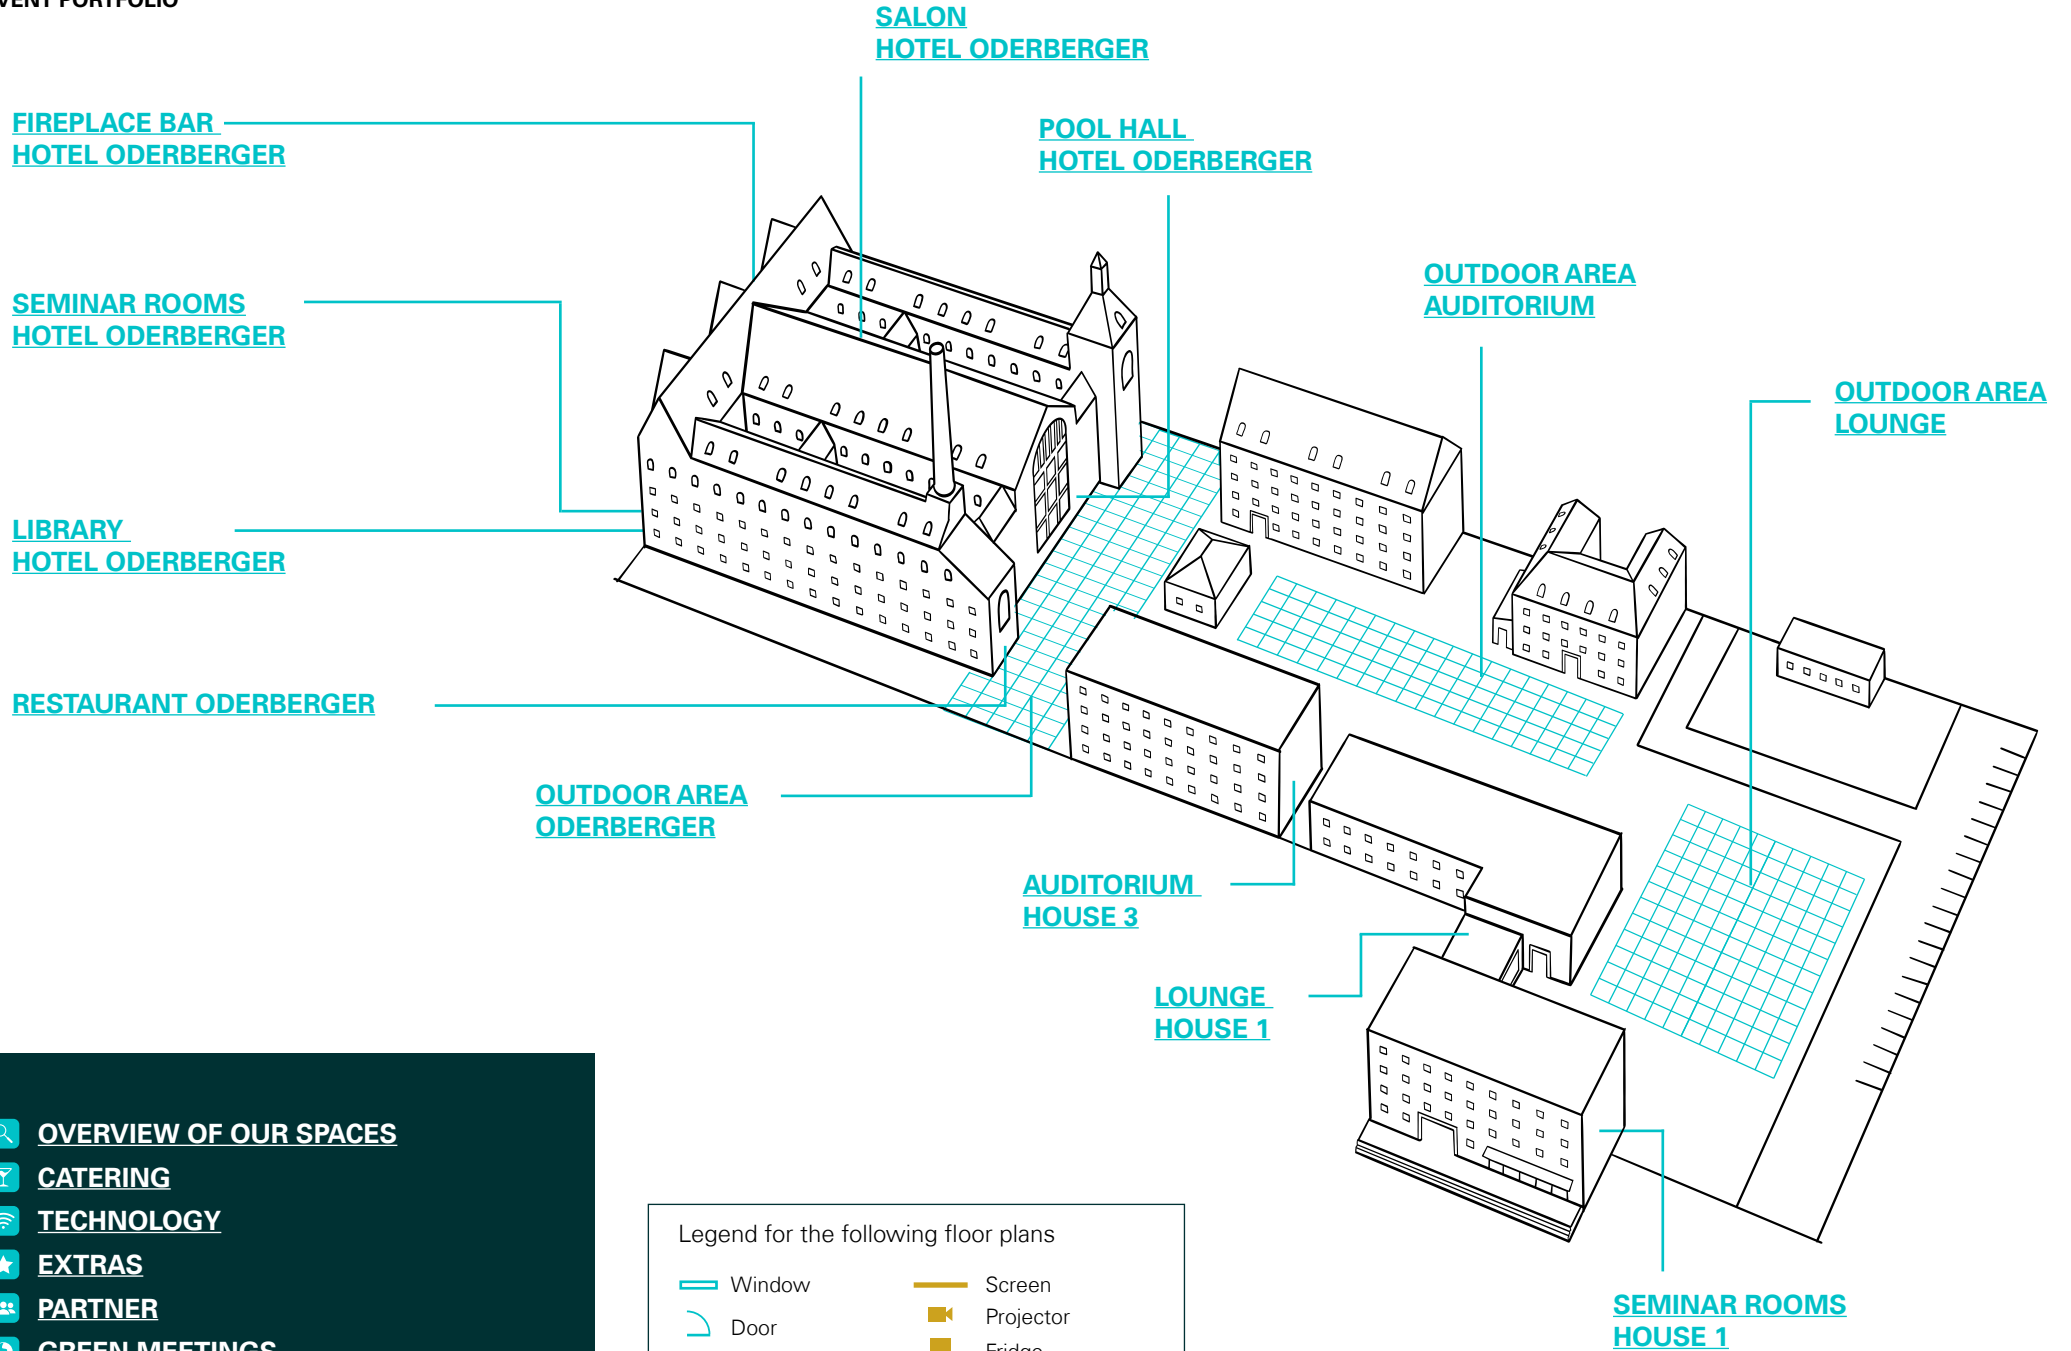 SALON
HOTEL ODERBERGER
FIREPLACE BAR
HOTEL ODERBERGER
POOL HALL
HOTEL ODERBERGER
OUTDOOR AREA
AUDITORIUM
SEMINAR ROOMS
HOTEL ODERBERGER
OUTDOOR AREA
LOUNGE
LIBRARY
HOTEL ODERBERGER
RESTAURANT ODERBERGER
OUTDOOR AREA
ODERBERGER
AUDITORIUM
HOUSE 3
LOUNGE
HOUSE 1
SEMINAR ROOMS
HOUSE 1
OVERVIEW OF OUR SPACES
CATERING
TECHNOLOGY
EXTRAS
PARTNER
GREEN MEETINGS
Legend for the following floor plans
Window
Door
Screen
Projector
Fridge